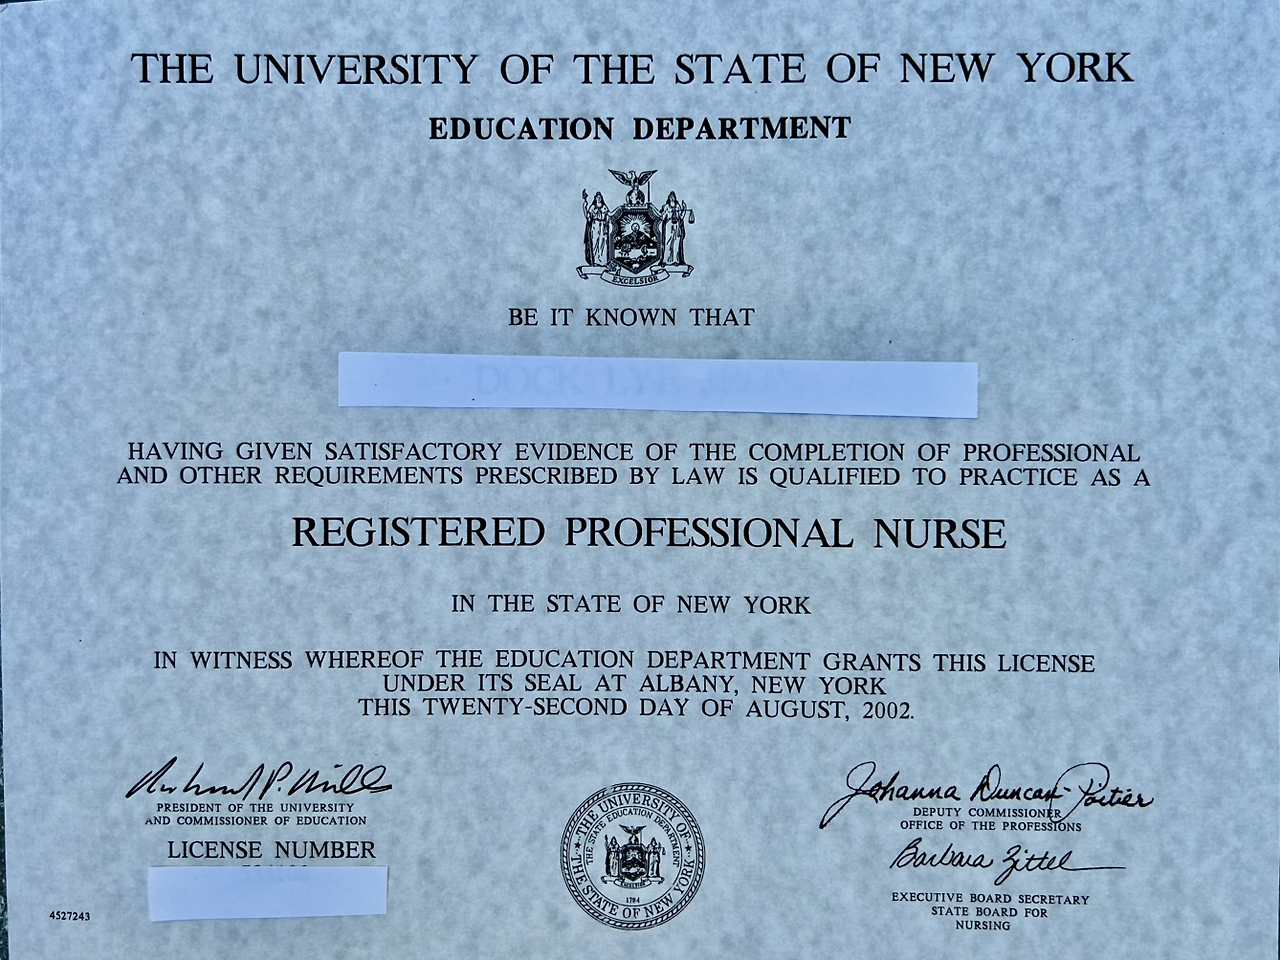 THE UNIVERSITY OF THE STATE OF NEW YORK
EDUCATION DEPARTMENT
EXCELSIOR
BE IT KNOWN THAT
HAVING GIVEN SATISFACTORY EVIDENCE OF THE COMPLETION OF PROFESSIONAL
AND OTHER REQUIREMENTS PRESCRIBED BY LAW IS QUALIFIED TO PRACTICE AS A
REGISTERED PROFESSIONAL NURSE
IN THE STATE OF NEW YORK
IN WITNESS WHEREOF THE EDUCATION DEPARTMENT GRANTS THIS LICENSE
UNDER ITS SEAL AT ALBANY, NEW YORK
THIS TWENTY-SECOND DAY OF AUGUST, 2002.
Richard P. Mills
PRESIDENT OF THE UNIVERSITY
AND COMMISSIONER OF EDUCATION
LICENSE NUMBER
4527243
THE UNIVERSITY OF THE STATE OF NEW YORK
THE STATE EDUCATION DEPARTMENT
EXCELSIOR
1784
Johanna Duncan-Poitier
DEPUTY COMMISSIONER
OFFICE OF THE PROFESSIONS
Barbara Zittel
EXECUTIVE BOARD SECRETARY
STATE BOARD FOR
NURSING